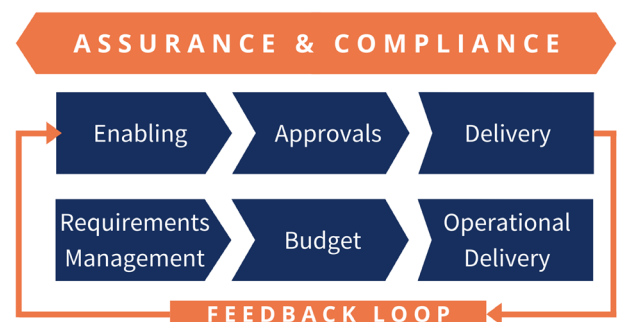 ASSURANCE & COMPLIANCE
Enabling
Approvals
Delivery
Requirements
Management
Budget
Operational
Delivery
FEEDBACK LOOP